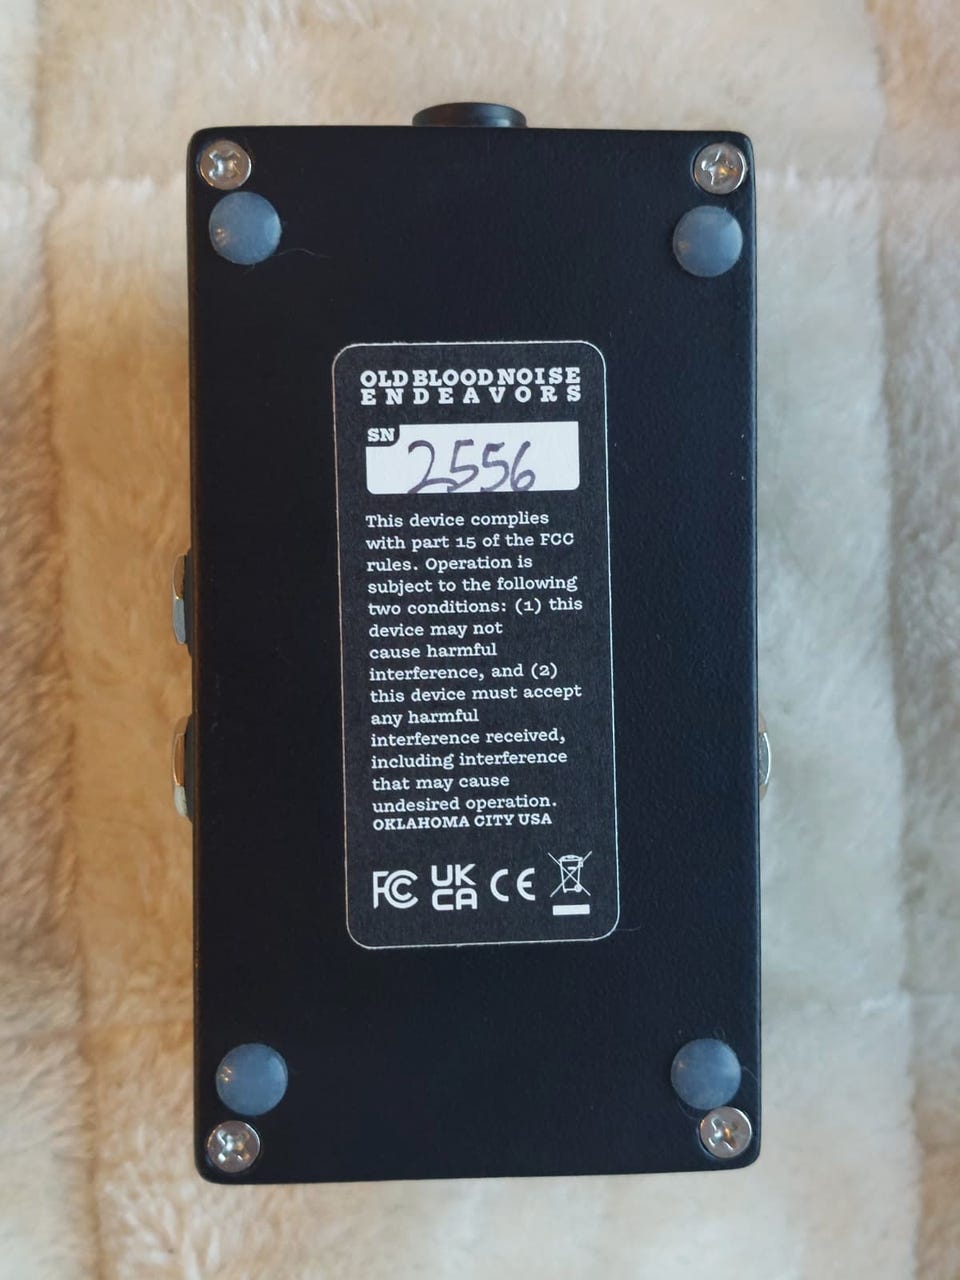 OLD BLOOD NOISE
ENDEAVORS
SN
2556
This device complies
with part 15 of the FCC
rules. Operation is
subject to the following
two conditions: (1) this
device may not
cause harmful
interference, and (2)
this device must accept
any harmful
interference received,
including interference
that may cause
undesired operation.
OKLAHOMA CITY USA
FC UK CA CE